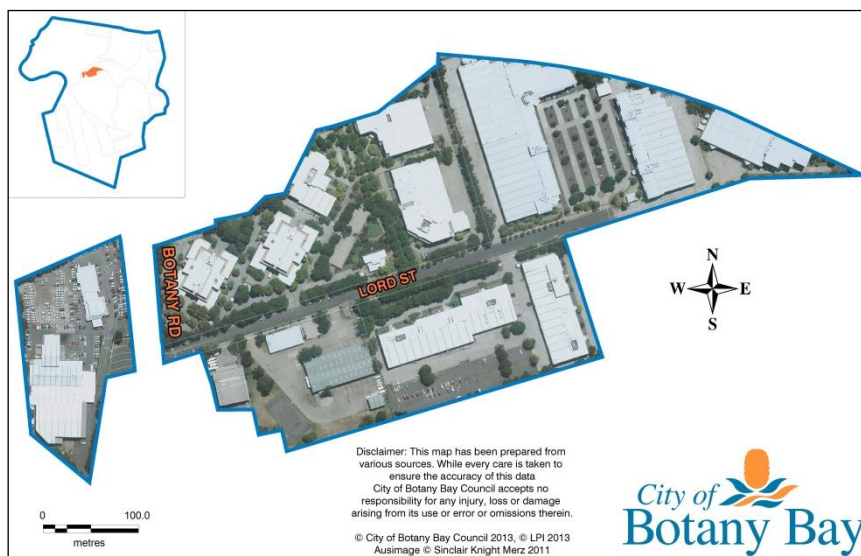 BOTANY RD
LORD ST
N
W E
S
Disclaimer: This map has been prepared from
various sources. While every care is taken to
ensure the accuracy of this data
City of Botany Bay Council accepts no
responsibility for any injury, loss or damage
arising from its use or error or omissions therein.
© City of Botany Bay Council 2013, © LPI 2013
Ausimage © Sinclair Knight Merz 2011
0 100.0
metres
City of
Botany Bay